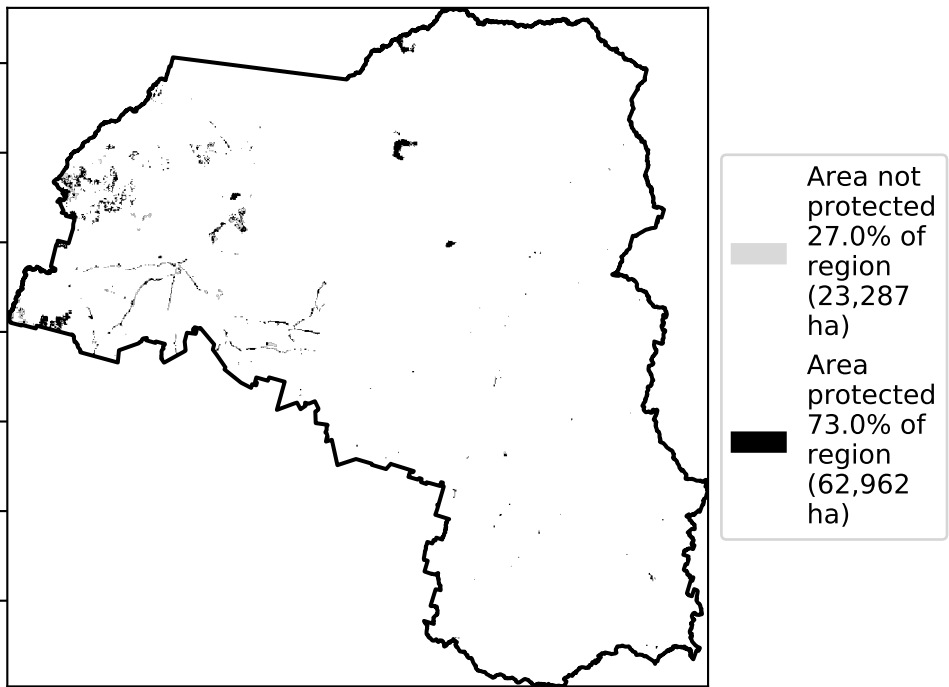 Area not
protected
27.0% of
region
(23,287
ha)
Area
protected
73.0% of
region
(62,962
ha)